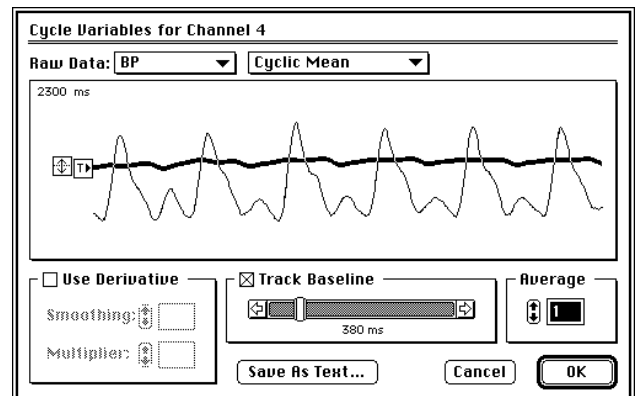 Cycle Variables for Channel 4
Raw Data: BP Cyclic Mean
2300 ms
T
Use Derivative Track Baseline Average
Smoothing: 1
380 ms
Multiplier:
Save As Text... Cancel OK